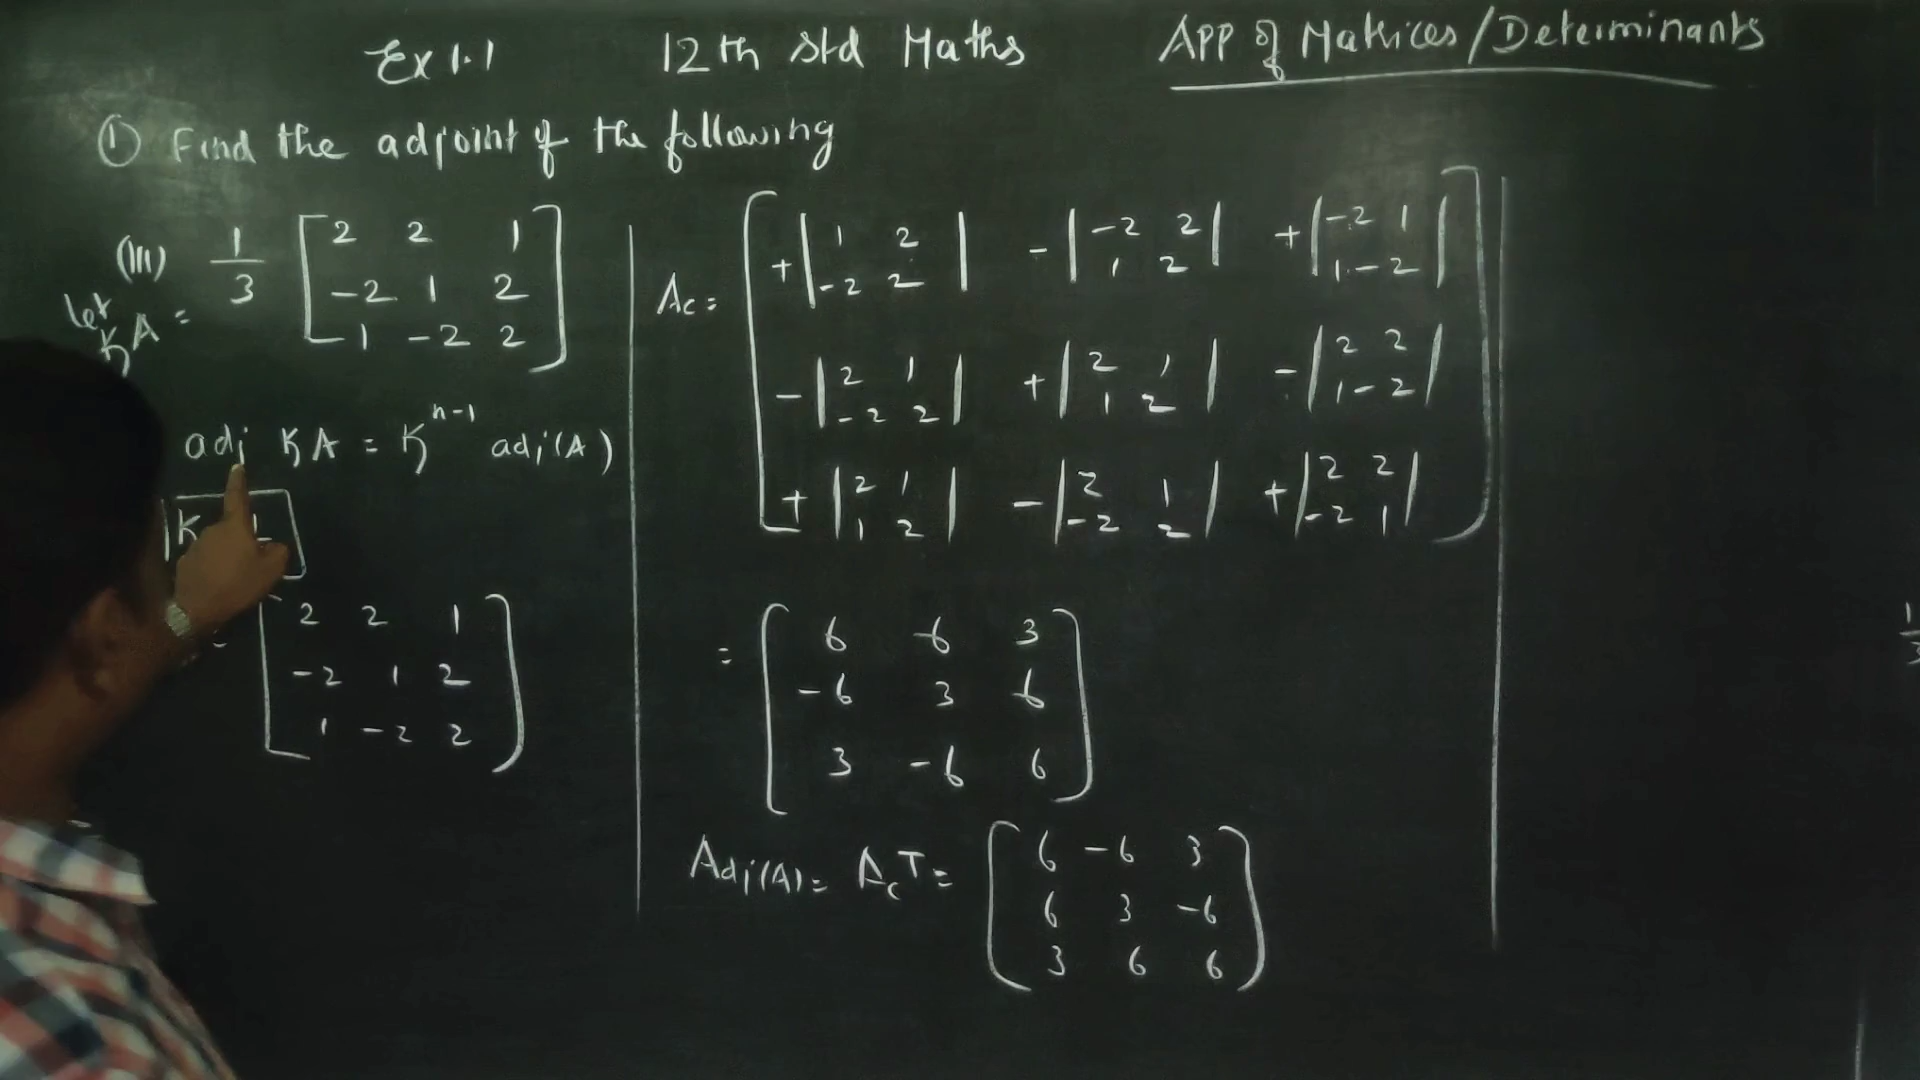 Ex 1.1 12th std Maths APP of Matrices/Determinants
① Find the adjoint of the following
(III) 1/3 [2 2 1
-2 1 2
1 -2 2]
let KA =
adj KA = K^(n-1) adj(A)
K
= [2 2 1
-2 1 2
1 -2 2]
Ac = [+|1 2 -|-2 2 +|-2 1
-2 2| 1 2| 1 -2|
-|2 1 +|2 1 -|2 2
-2 2| 1 2| 1 -2|
+|2 1 -|2 1 +|2 2
1 2| -2 2| -2 1|]
= [6 6 3
-6 3 6
3 -6 6]
Adj(A) = Ac^T = [6 -6 3
6 3 -6
3 6 6]
1/3